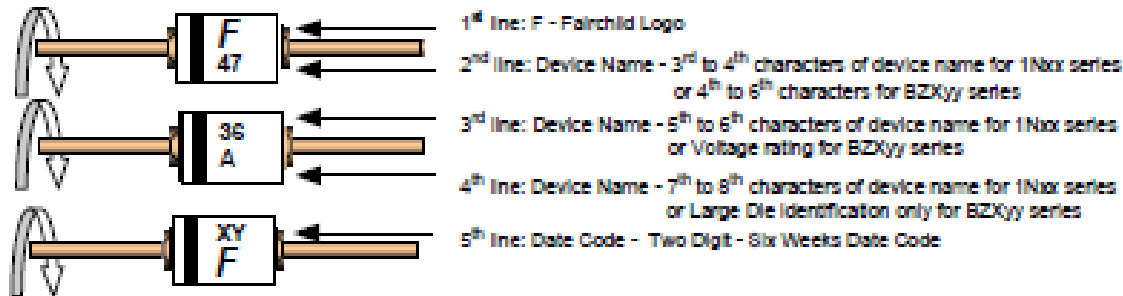 F
47
36
A
XY
F
1st line: F - Fairchild Logo
2nd line: Device Name - 3rd to 4th characters of device name for 1Nxx series
or 4th to 6th characters for BZXyy series
3rd line: Device Name - 5th to 6th characters of device name for 1Nxx series
or Voltage rating for BZXyy series
4th line: Device Name - 7th to 8th characters of device name for 1Nxx series
or Large Die Identification only for BZXyy series
5th line: Date Code - Two Digit - Six Weeks Date Code